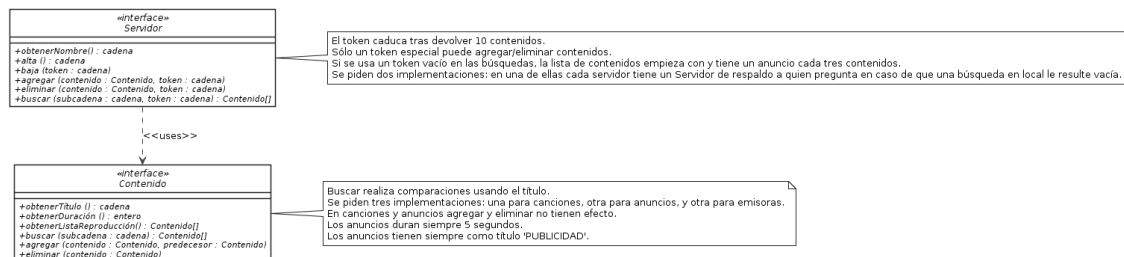 «interface»
Servidor
+obtenerNombre() : cadena
+alta () : cadena
+baja (token : cadena)
+agregar (contenido : Contenido, token : cadena)
+eliminar (contenido : Contenido, token : cadena)
+buscar (subcadena : cadena, token : cadena) : Contenido[]
El token caduca tras devolver 10 contenidos.
Sólo un token especial puede agregar/eliminar contenidos.
Si se usa un token vacío en las búsquedas, la lista de contenidos empieza con y tiene un anuncio cada tres contenidos.
Se piden dos implementaciones: en una de ellas cada servidor tiene un Servidor de respaldo a quien pregunta en caso de que una búsqueda en local le resulte vacía.
<<uses>>
«interface»
Contenido
+obtenerTítulo () : cadena
+obtenerDuración () : entero
+obtenerListaReproducción() : Contenido[]
+buscar (subcadena : cadena) : Contenido[]
+agregar (contenido : Contenido, predecesor : Contenido)
+eliminar (contenido : Contenido)
Buscar realiza comparaciones usando el título.
Se piden tres implementaciones: una para canciones, otra para anuncios, y otra para emisoras.
En canciones y anuncios agregar y eliminar no tienen efecto.
Los anuncios duran siempre 5 segundos.
Los anuncios tienen siempre como título 'PUBLICIDAD'.